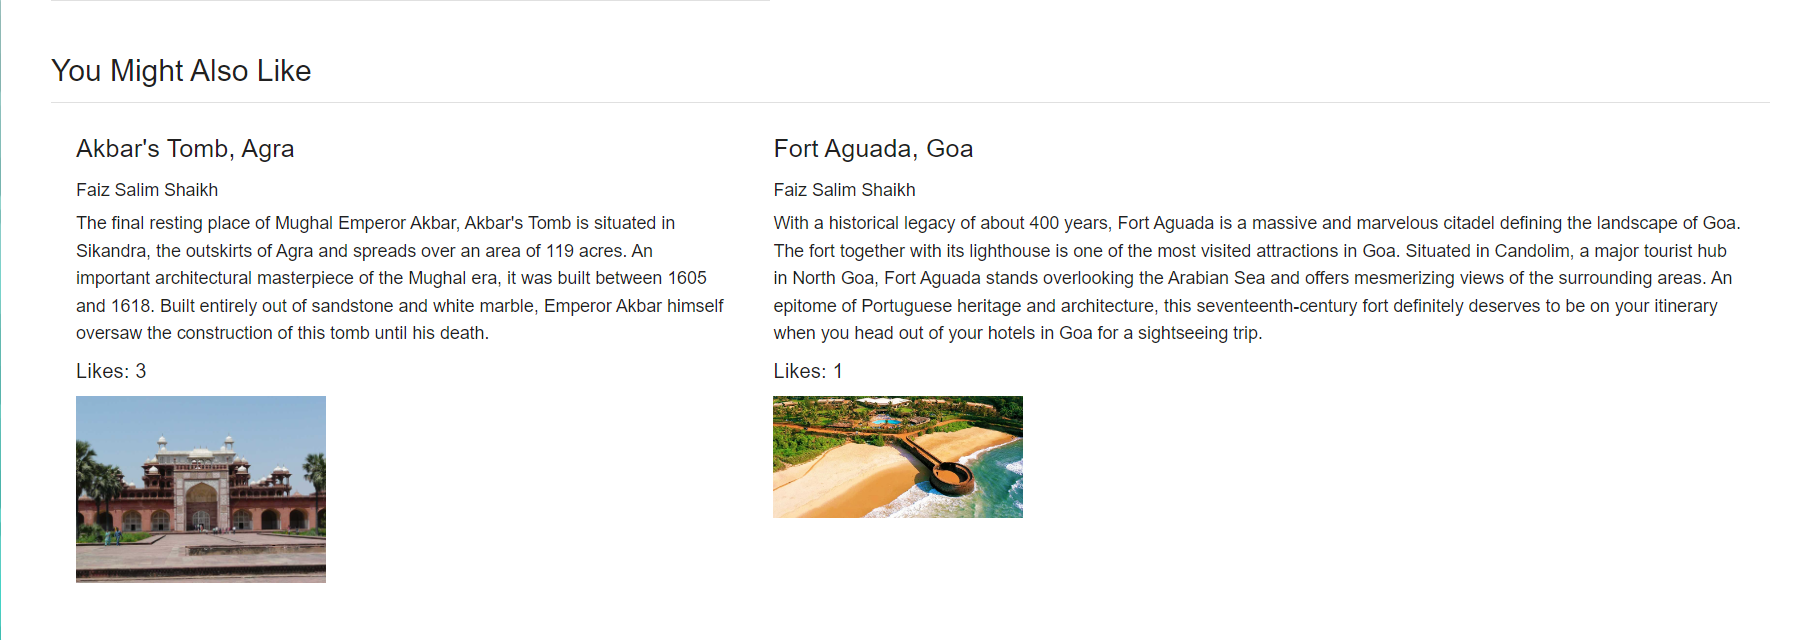 You Might Also Like
Akbar's Tomb, Agra
Faiz Salim Shaikh
The final resting place of Mughal Emperor Akbar, Akbar's Tomb is situated in
Sikandra, the outskirts of Agra and spreads over an area of 119 acres. An
important architectural masterpiece of the Mughal era, it was built between 1605
and 1618. Built entirely out of sandstone and white marble, Emperor Akbar himself
oversaw the construction of this tomb until his death.
Likes: 3
Fort Aguada, Goa
Faiz Salim Shaikh
With a historical legacy of about 400 years, Fort Aguada is a massive and marvelous citadel defining the landscape of Goa.
The fort together with its lighthouse is one of the most visited attractions in Goa. Situated in Candolim, a major tourist hub
in North Goa, Fort Aguada stands overlooking the Arabian Sea and offers mesmerizing views of the surrounding areas. An
epitome of Portuguese heritage and architecture, this seventeenth-century fort definitely deserves to be on your itinerary
when you head out of your hotels in Goa for a sightseeing trip.
Likes: 1